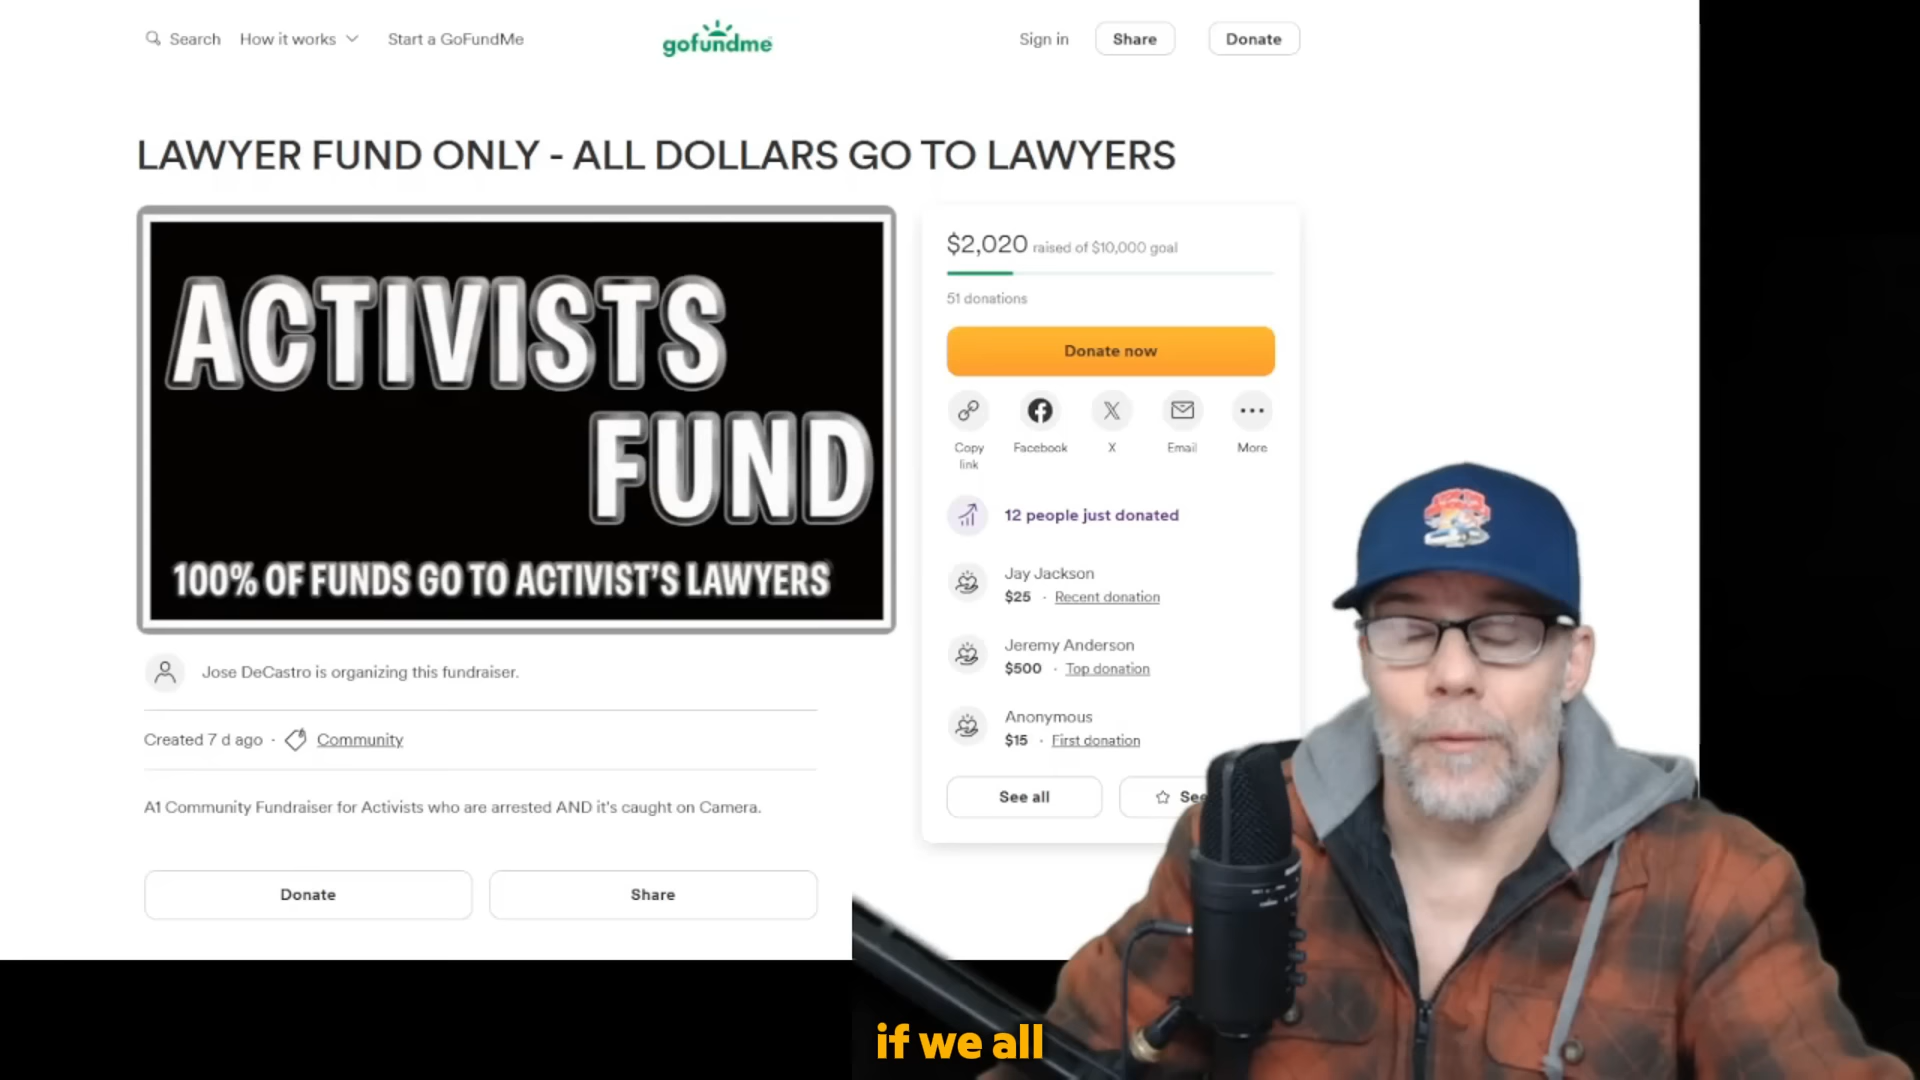 Search How it works Start a GoFundMe
gofundme
Sign in Share Donate
LAWYER FUND ONLY - ALL DOLLARS GO TO LAWYERS
ACTIVISTS
FUND
100% OF FUNDS GO TO ACTIVIST'S LAWYERS
Jose DeCastro is organizing this fundraiser.
Created 7 d ago · Community
A1 Community Fundraiser for Activists who are arrested AND it's caught on Camera.
Donate Share
$2,020 raised of $10,000 goal
51 donations
Donate now
Copy link
Facebook
X
Email
More
12 people just donated
Jay Jackson
$25 · Recent donation
Jeremy Anderson
$500 · Top donation
Anonymous
$15 · First donation
See all
See
if we all